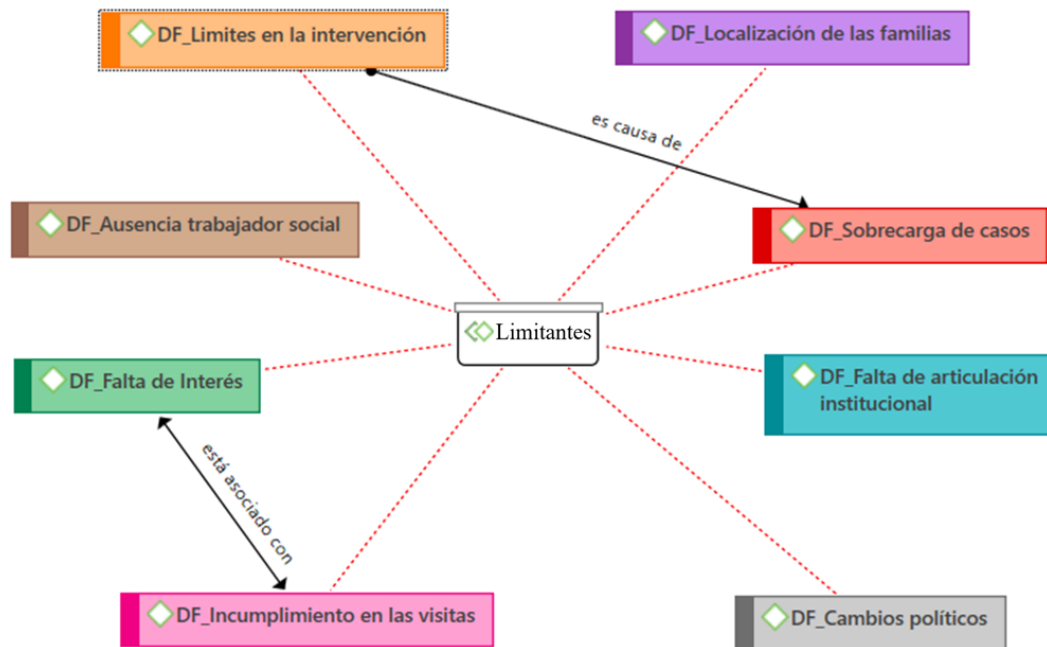 DF_Limites en la intervención
DF_Localización de las familias
es causa de
DF_Ausencia trabajador social
DF_Sobrecarga de casos
Limitantes
DF_Falta de Interés
DF_Falta de articulación
institucional
está asociado con
DF_Incumplimiento en las visitas
DF_Cambios políticos